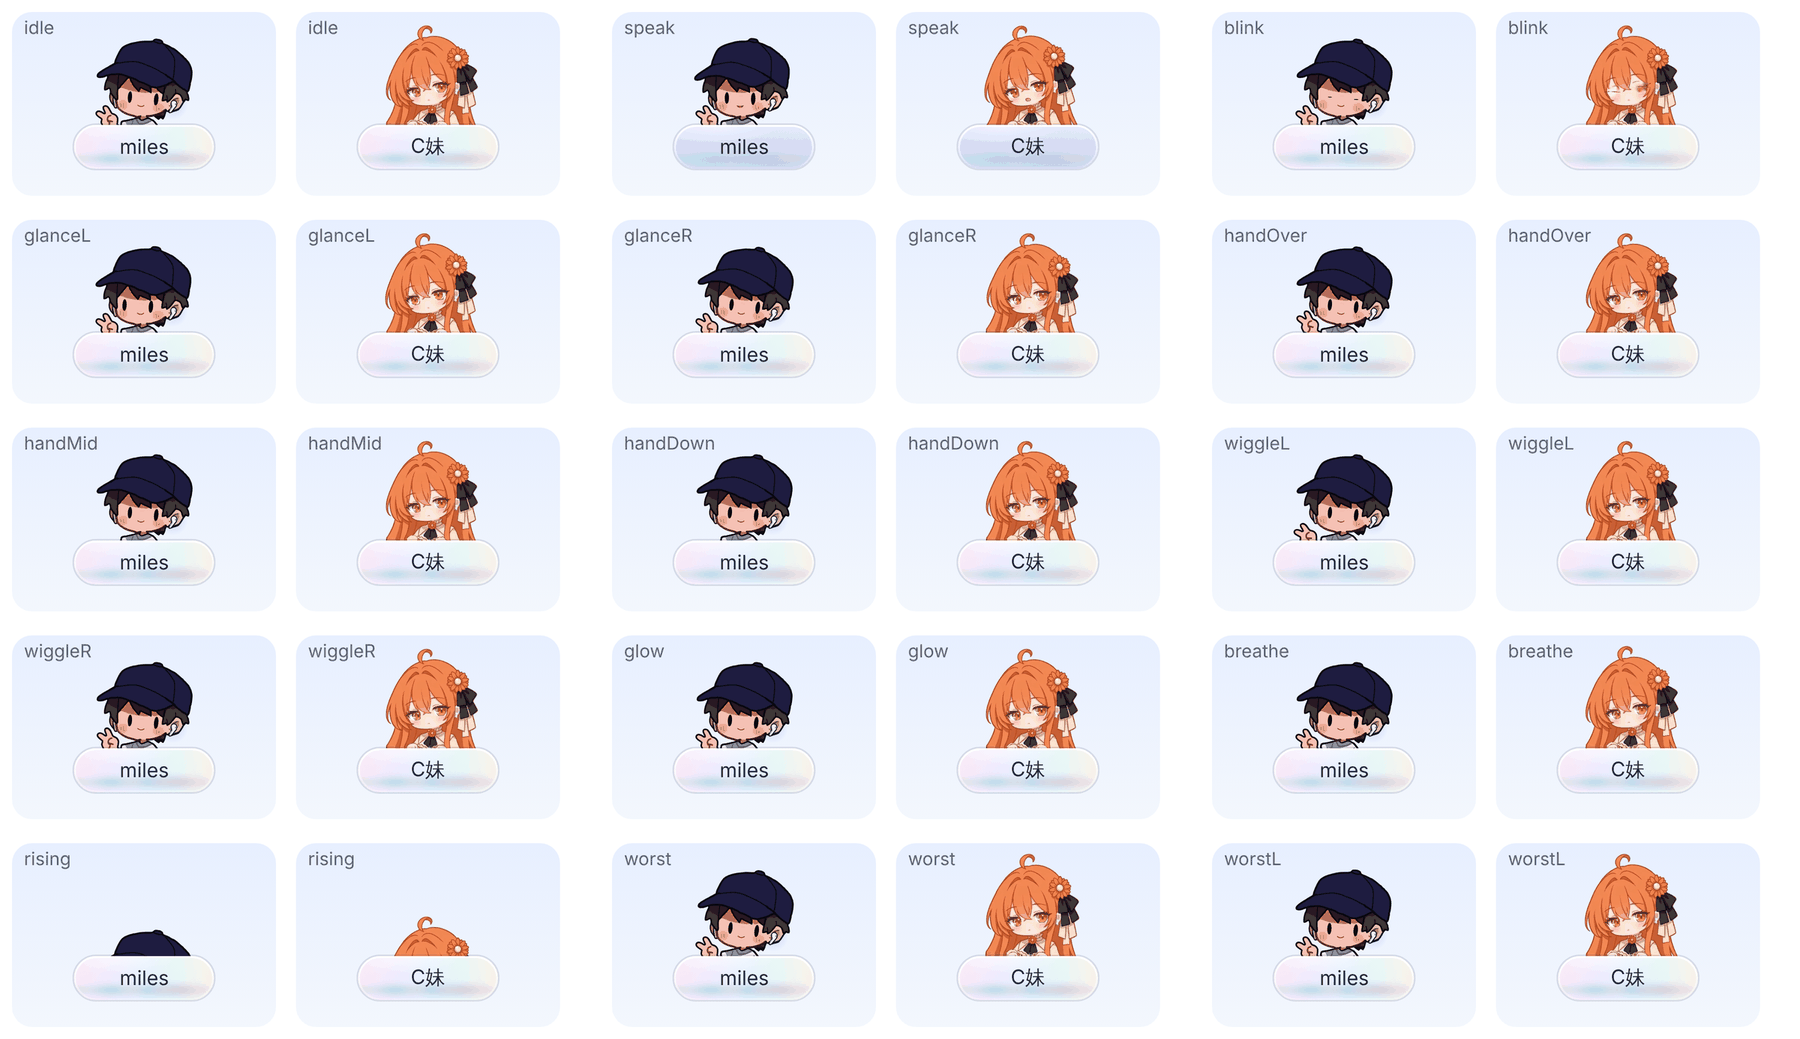 idle
idle
speak
speak
blink
blink
miles
C妹
miles
C妹
miles
C妹
glanceL
glanceL
glanceR
glanceR
handOver
handOver
miles
C妹
miles
C妹
miles
C妹
handMid
handMid
handDown
handDown
wiggleL
wiggleL
miles
C妹
miles
C妹
miles
C妹
wiggleR
wiggleR
glow
glow
breathe
breathe
miles
C妹
miles
C妹
miles
C妹
rising
rising
worst
worst
worstL
worstL
miles
C妹
miles
C妹
miles
C妹